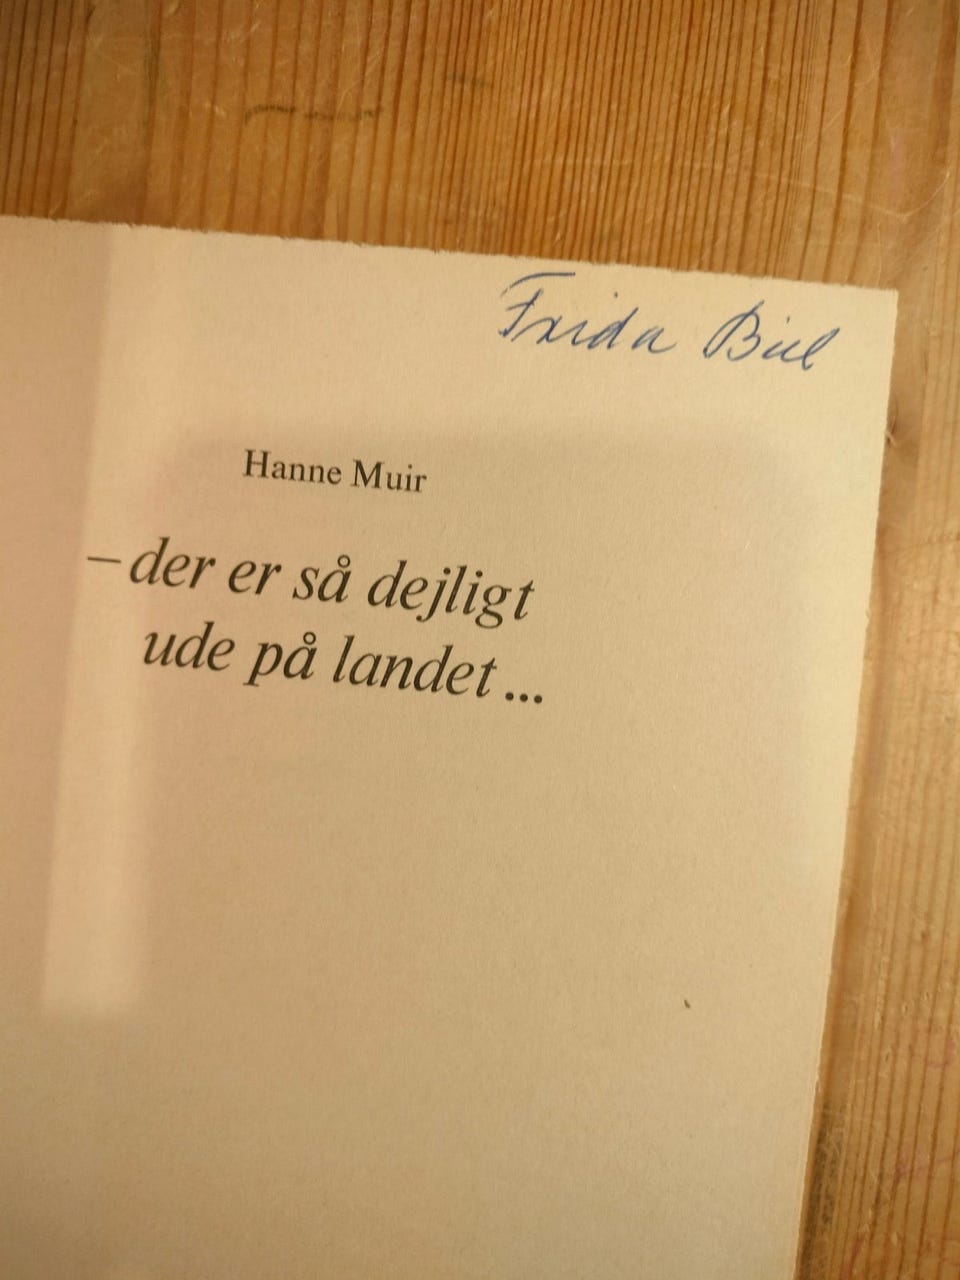 Frida Biel
Hanne Muir
– der er så dejligt
ude på landet ...